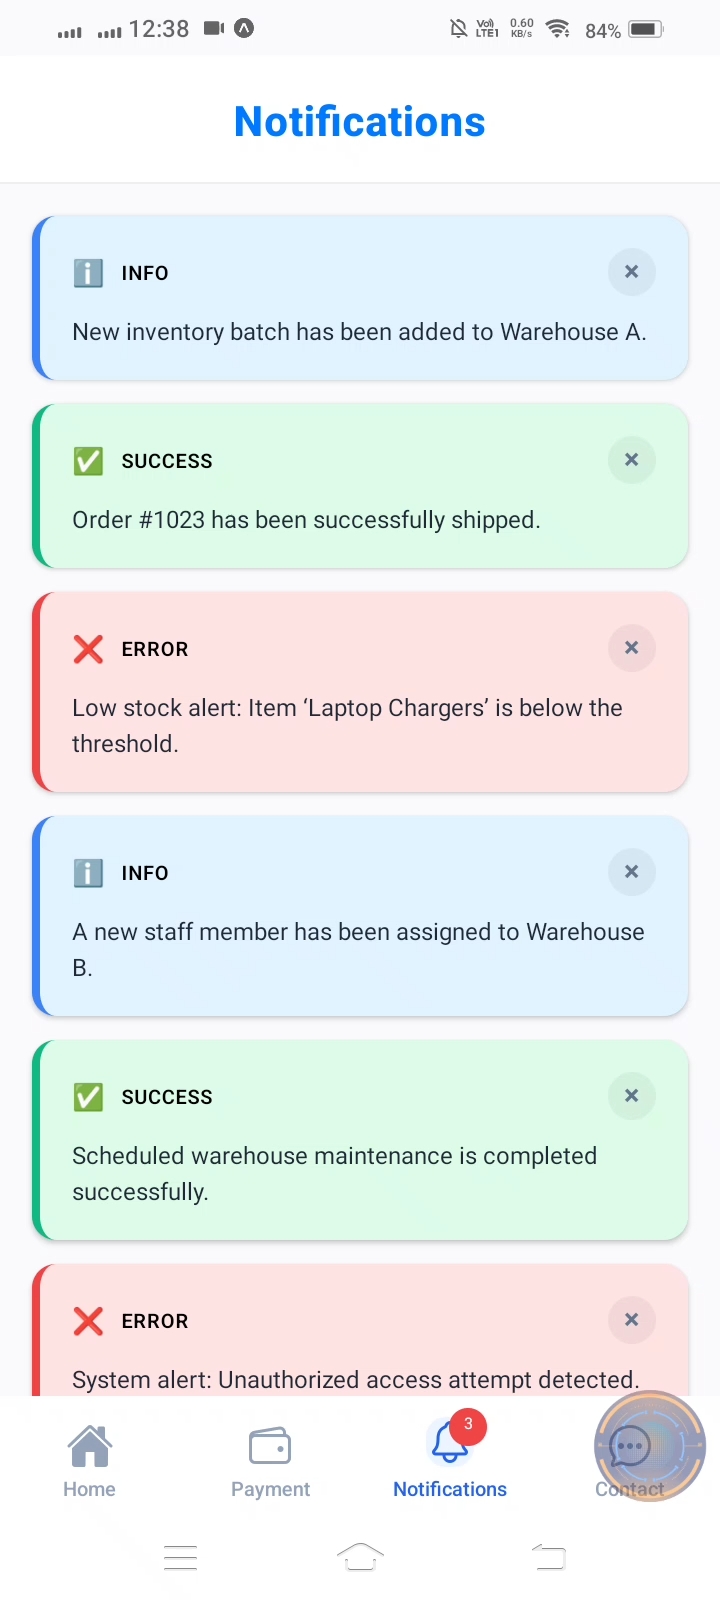 12:38
Vo)
LTE1
0.60
KB/s
84%
Notifications
INFO
New inventory batch has been added to Warehouse A.
SUCCESS
Order #1023 has been successfully shipped.
ERROR
Low stock alert: Item ‘Laptop Chargers’ is below the
threshold.
INFO
A new staff member has been assigned to Warehouse
B.
SUCCESS
Scheduled warehouse maintenance is completed
successfully.
ERROR
System alert: Unauthorized access attempt detected.
3
Home
Payment
Notifications
Contact